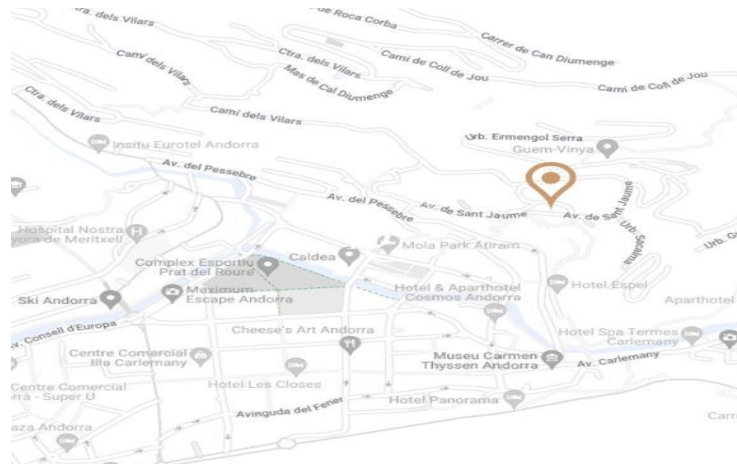 Ctra. dels Vilars
de Roca Corba
Carrer de Can Diumenge
Camí dels Vilars
Ctra. dels Vilars
Camí de Coll de Jou
Mas de Cal Diumenge
Camí de Coll de Jou
Ctra. dels Vilars
Camí dels Vilars
Insitu Eurotel Andorra
Urb. Ermengol Serra
Guem-Vinya
Av. del Pessebre
Av. del Pessebre
Av. de Sant Jaume
Av. de Sant Jaume
Hospital Nostra
yora de Meritxell
Mola Park Atiram
Caldea
Complex Esportiu
Prat del Roure
Ski Andorra
Maximum
Escape Andorra
Hotel & Aparthotel
Cosmos Andorra
Hotel Espel
Aparthotel
Av. Consell d'Europa
Cheese's Art Andorra
Hotel Spa Termes
Carlemany
Centre Comercial
Illa Carlemany
Museu Carmen
Thyssen Andorra
Av. Carlemany
Centre Comercial
rrà - Super U
Hotel Les Closes
Hotel Panorama
Avinguda del Fener
aza Andorra